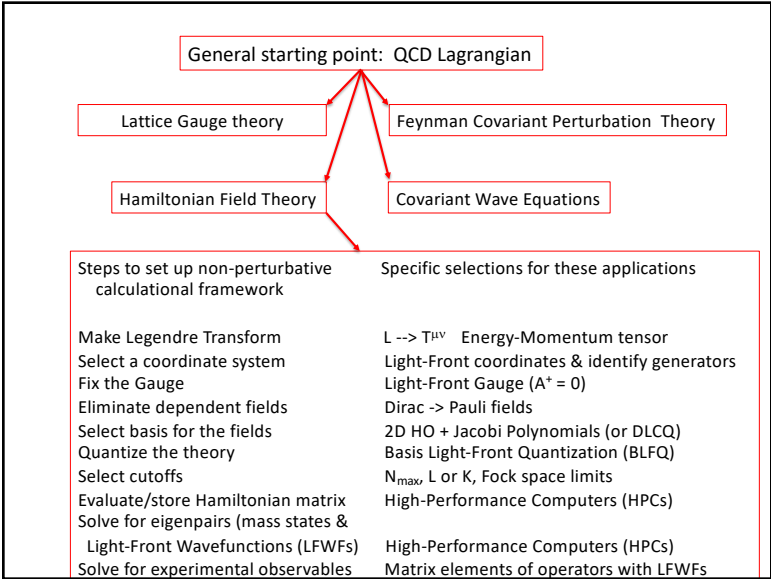 General starting point:  QCD Lagrangian
Lattice Gauge theory
Feynman Covariant Perturbation  Theory
Hamiltonian Field Theory
Covariant Wave Equations
Steps to set up non-perturbative
calculational framework
Specific selections for these applications
Make Legendre Transform L --> Tᵘᵛ Energy-Momentum tensor
Select a coordinate system Light-Front coordinates & identify generators
Fix the Gauge Light-Front Gauge (A⁺ = 0)
Eliminate dependent fields Dirac -> Pauli fields
Select basis for the fields 2D HO + Jacobi Polynomials (or DLCQ)
Quantize the theory Basis Light-Front Quantization (BLFQ)
Select cutoffs Nₘₐₓ, L or K, Fock space limits
Evaluate/store Hamiltonian matrix High-Performance Computers (HPCs)
Solve for eigenpairs (mass states &
Light-Front Wavefunctions (LFWFs) High-Performance Computers (HPCs)
Solve for experimental observables Matrix elements of operators with LFWFs